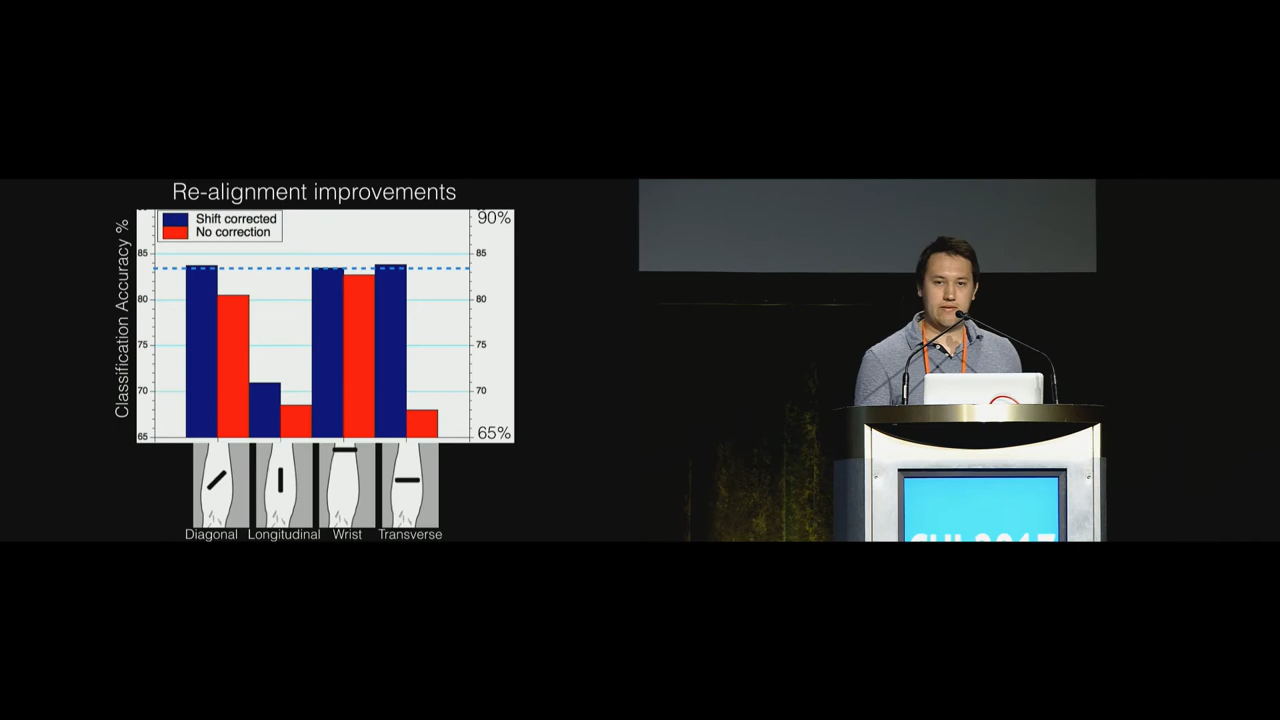 Re-alignment improvements
Classification Accuracy %
Shift corrected
No correction
90%
85
85
80
80
75
75
70
70
65
65%
Diagonal
Longitudinal
Wrist
Transverse